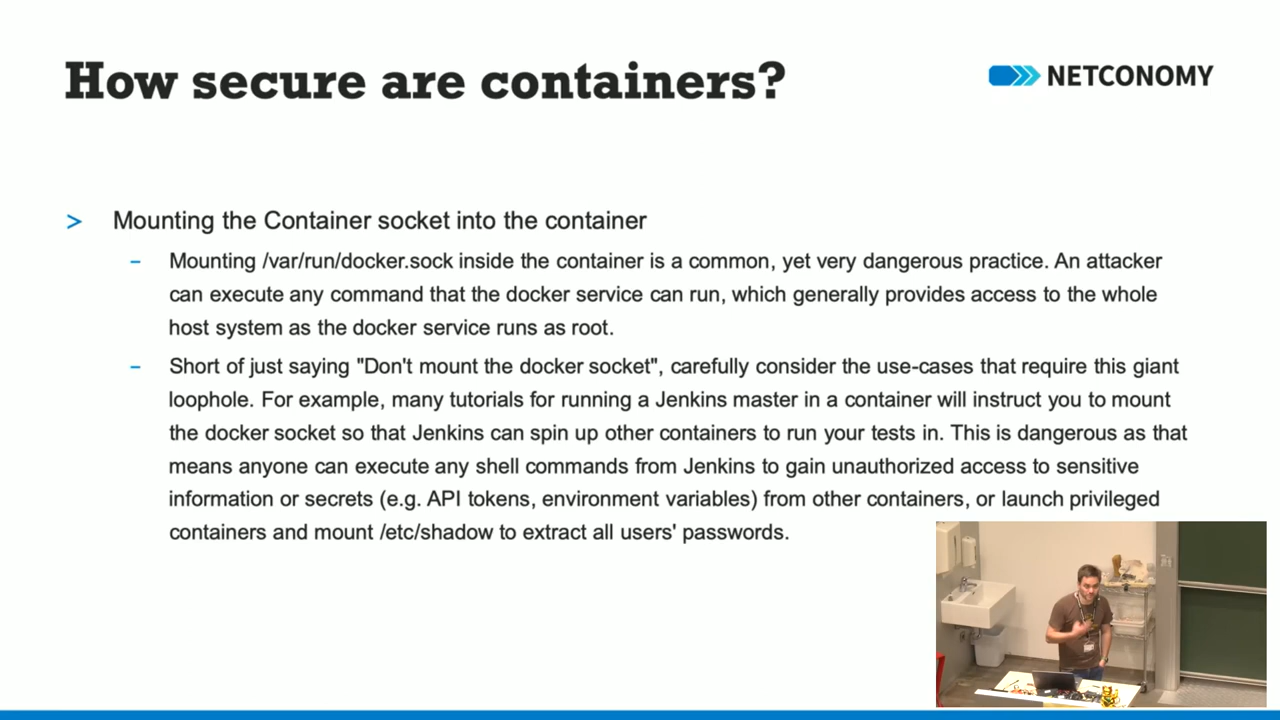 How secure are containers?
NETCONOMY
> Mounting the Container socket into the container
– Mounting /var/run/docker.sock inside the container is a common, yet very dangerous practice. An attacker
can execute any command that the docker service can run, which generally provides access to the whole
host system as the docker service runs as root.
– Short of just saying "Don't mount the docker socket", carefully consider the use-cases that require this giant
loophole. For example, many tutorials for running a Jenkins master in a container will instruct you to mount
the docker socket so that Jenkins can spin up other containers to run your tests in. This is dangerous as that
means anyone can execute any shell commands from Jenkins to gain unauthorized access to sensitive
information or secrets (e.g. API tokens, environment variables) from other containers, or launch privileged
containers and mount /etc/shadow to extract all users' passwords.